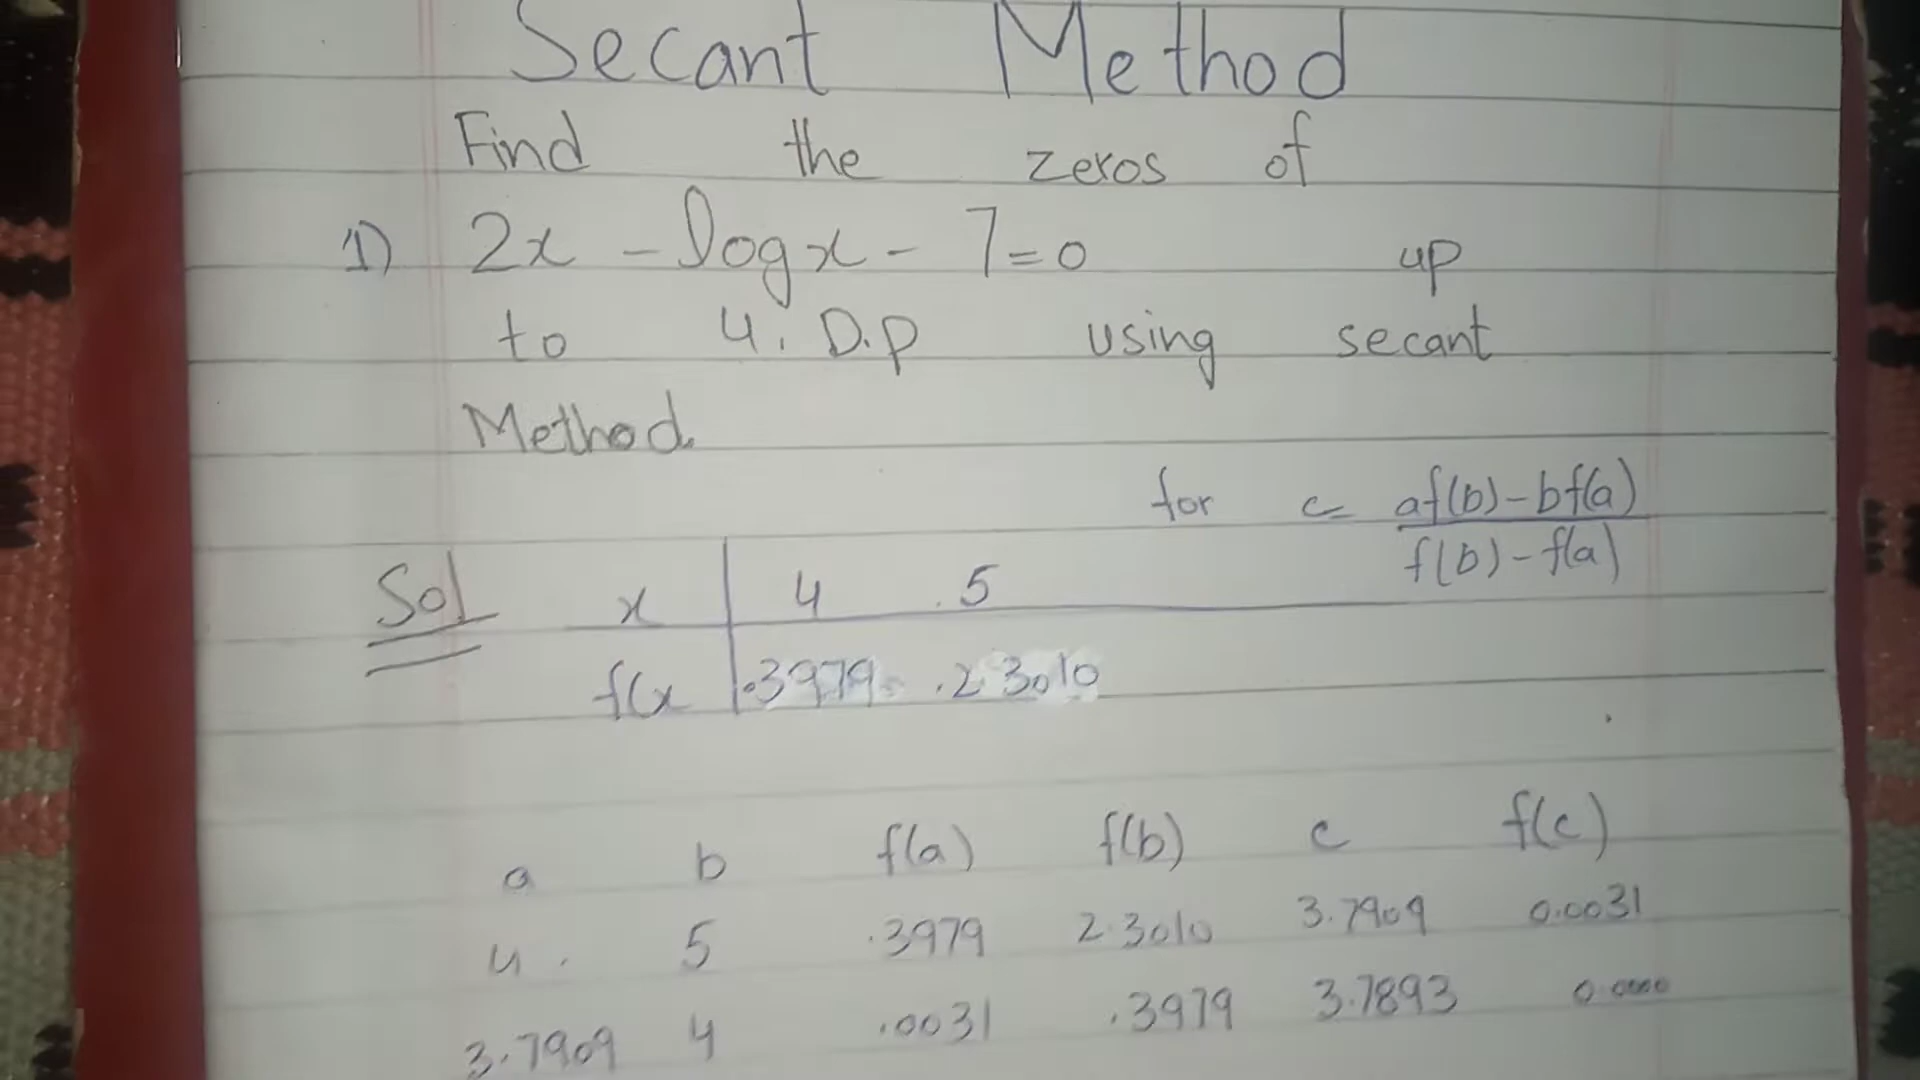 Secant Method
Find the zeros of
1) 2x - log x - 7 = 0 up
to 4. D.p using secant
Method.
for c = af(b) - bf(a)
f(b) - f(a)
Sol x 4 .5
f(x .3979 .2 3010
a b f(a) f(b) c f(c)
4 . 5 .3979 2.3010 3.7909 0.0031
3.7909 4 .0031 .3979 3.7893 0.0000